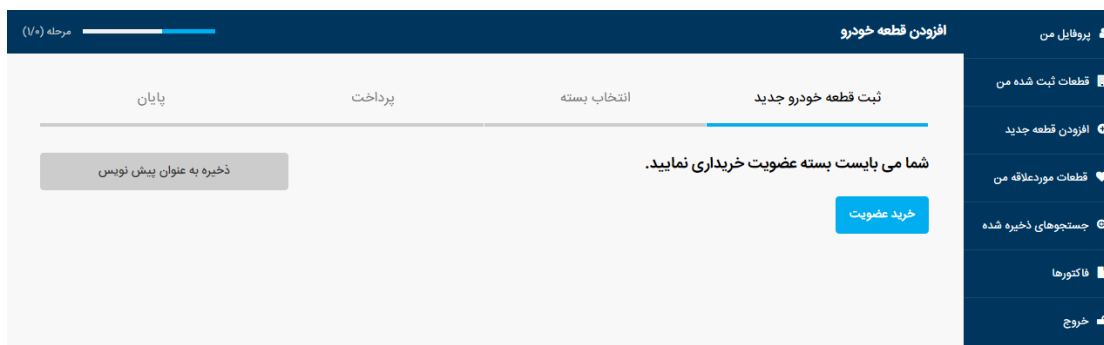 پروفایل من
قطعات ثبت شده من
افزودن قطعه جدید
قطعات موردعلاقه من
جستجوهای ذخیره شده
فاکتورها
خروج
افزودن قطعه خودرو
مرحله (۱/۰)
ثبت قطعه خودرو جدید
انتخاب بسته
پرداخت
پایان
شما می بایست بسته عضویت خریداری نمایید.
خرید عضویت
ذخیره به عنوان پیش نویس